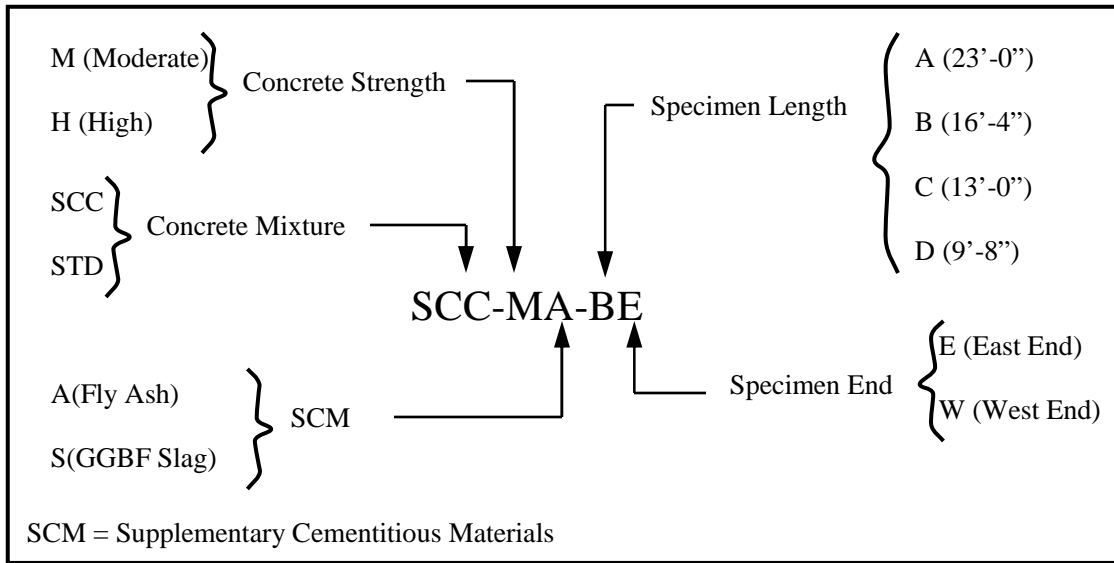 M (Moderate)
H (High)
Concrete Strength
Specimen Length
A (23’-0”)
B (16’-4”)
C (13’-0”)
D (9’-8”)
SCC
STD
Concrete Mixture
SCC-MA-BE
A(Fly Ash)
S(GGBF Slag)
SCM
Specimen End
E (East End)
W (West End)
SCM = Supplementary Cementitious Materials